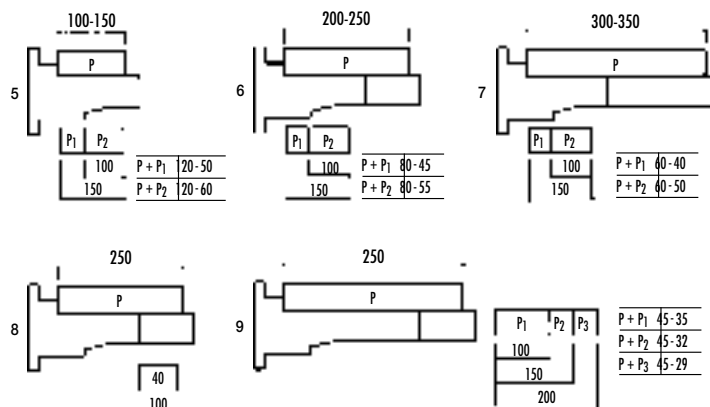 100-150
5
P
P1 P2
100
150
P + P1 120-50
P + P2 120-60
200-250
6
P
P1 P2
100
150
P + P1 80-45
P + P2 80-55
300-350
7
P
P1 P2
100
150
P + P1 60-40
P + P2 60-50
250
8
P
40
100
250
9
P1 P2 P3
100
150
200
P + P1 45-35
P + P2 45-32
P + P3 45-29